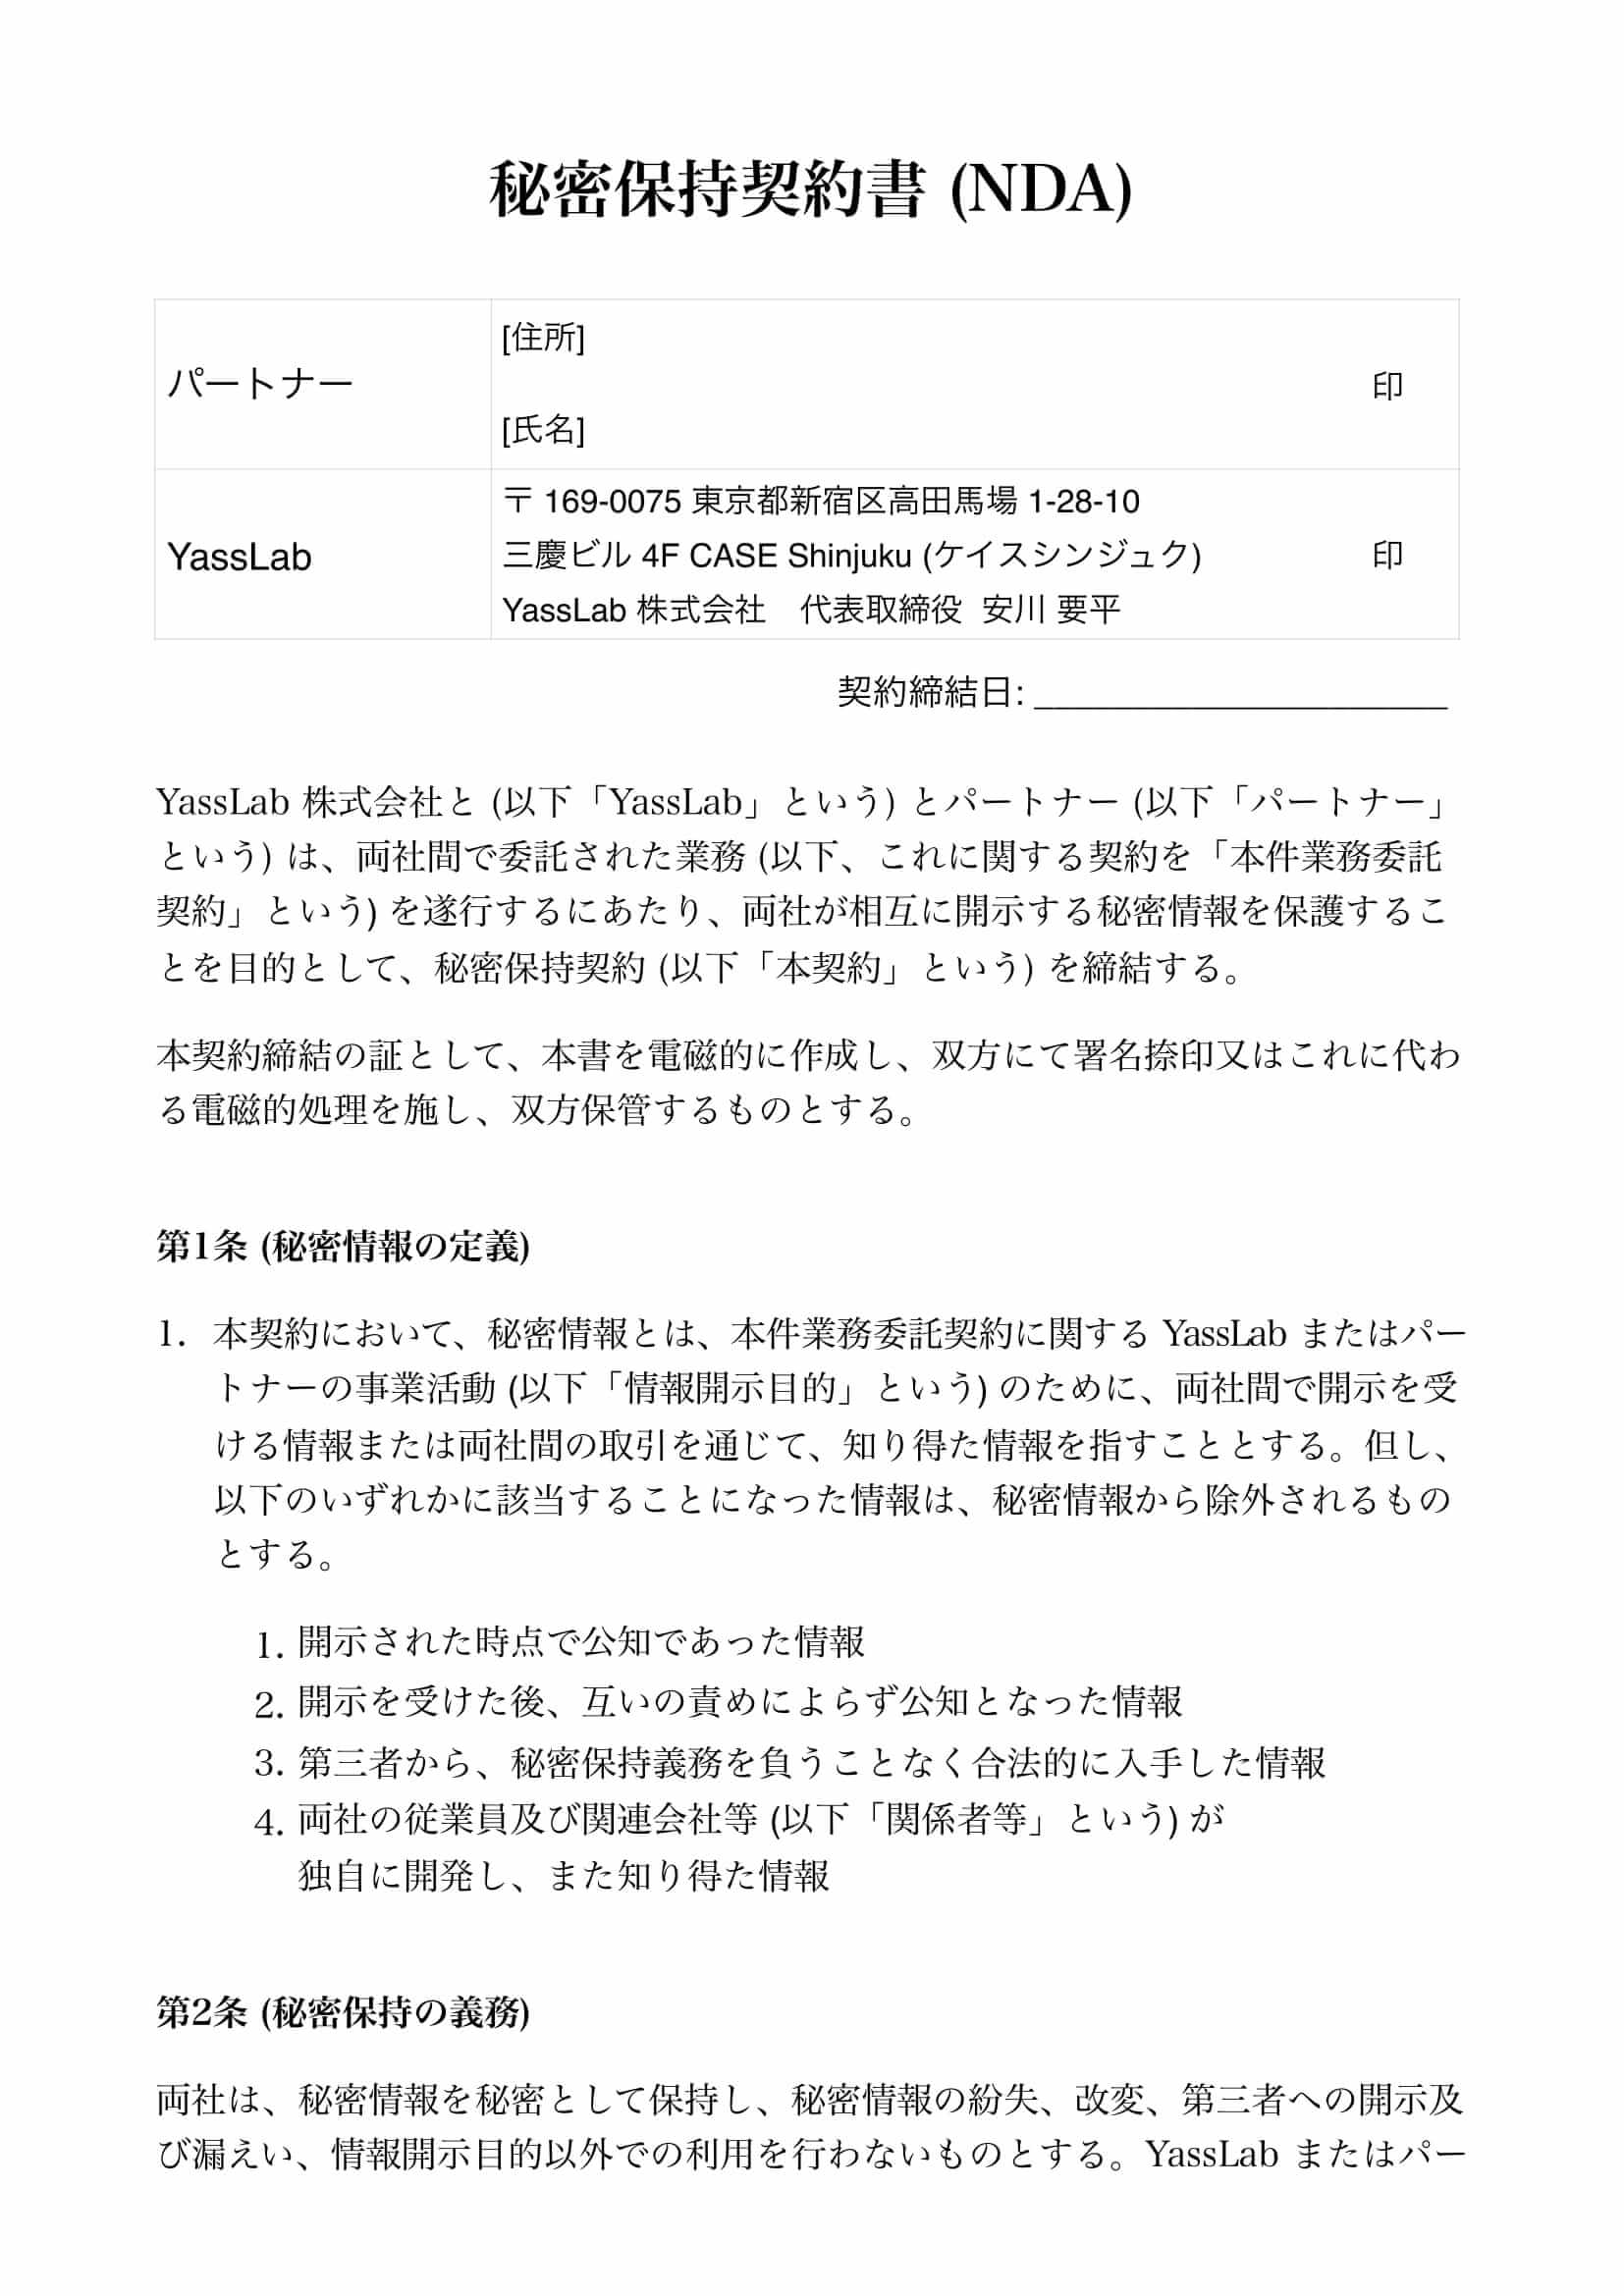 秘密保持契約書 (NDA)
パートナー
[住所]
[氏名]
印
YassLab
〒 169-0075 東京都新宿区高田馬場 1-28-10
三慶ビル 4F CASE Shinjuku (ケイスシンジュク)
YassLab 株式会社　代表取締役 安川 要平
印
契約締結日: ______________________
YassLab 株式会社と (以下「YassLab」という) とパートナー (以下「パートナー」
という) は、両社間で委託された業務 (以下、これに関する契約を「本件業務委託
契約」という) を遂行するにあたり、両社が相互に開示する秘密情報を保護するこ
とを目的として、秘密保持契約 (以下「本契約」という) を締結する。
本契約締結の証として、本書を電磁的に作成し、双方にて署名捺印又はこれに代わ
る電磁的処理を施し、双方保管するものとする。
第1条 (秘密情報の定義)
1. 本契約において、秘密情報とは、本件業務委託契約に関する YassLab またはパー
トナーの事業活動 (以下「情報開示目的」という) のために、両社間で開示を受
ける情報または両社間の取引を通じて、知り得た情報を指すこととする。但し、
以下のいずれかに該当することになった情報は、秘密情報から除外されるもの
とする。
1. 開示された時点で公知であった情報
2. 開示を受けた後、互いの責めによらず公知となった情報
3. 第三者から、秘密保持義務を負うことなく合法的に入手した情報
4. 両社の従業員及び関連会社等 (以下「関係者等」という) が
独自に開発し、また知り得た情報
第2条 (秘密保持の義務)
両社は、秘密情報を秘密として保持し、秘密情報の紛失、改変、第三者への開示及
び漏えい、情報開示目的以外での利用を行わないものとする。YassLab またはパー